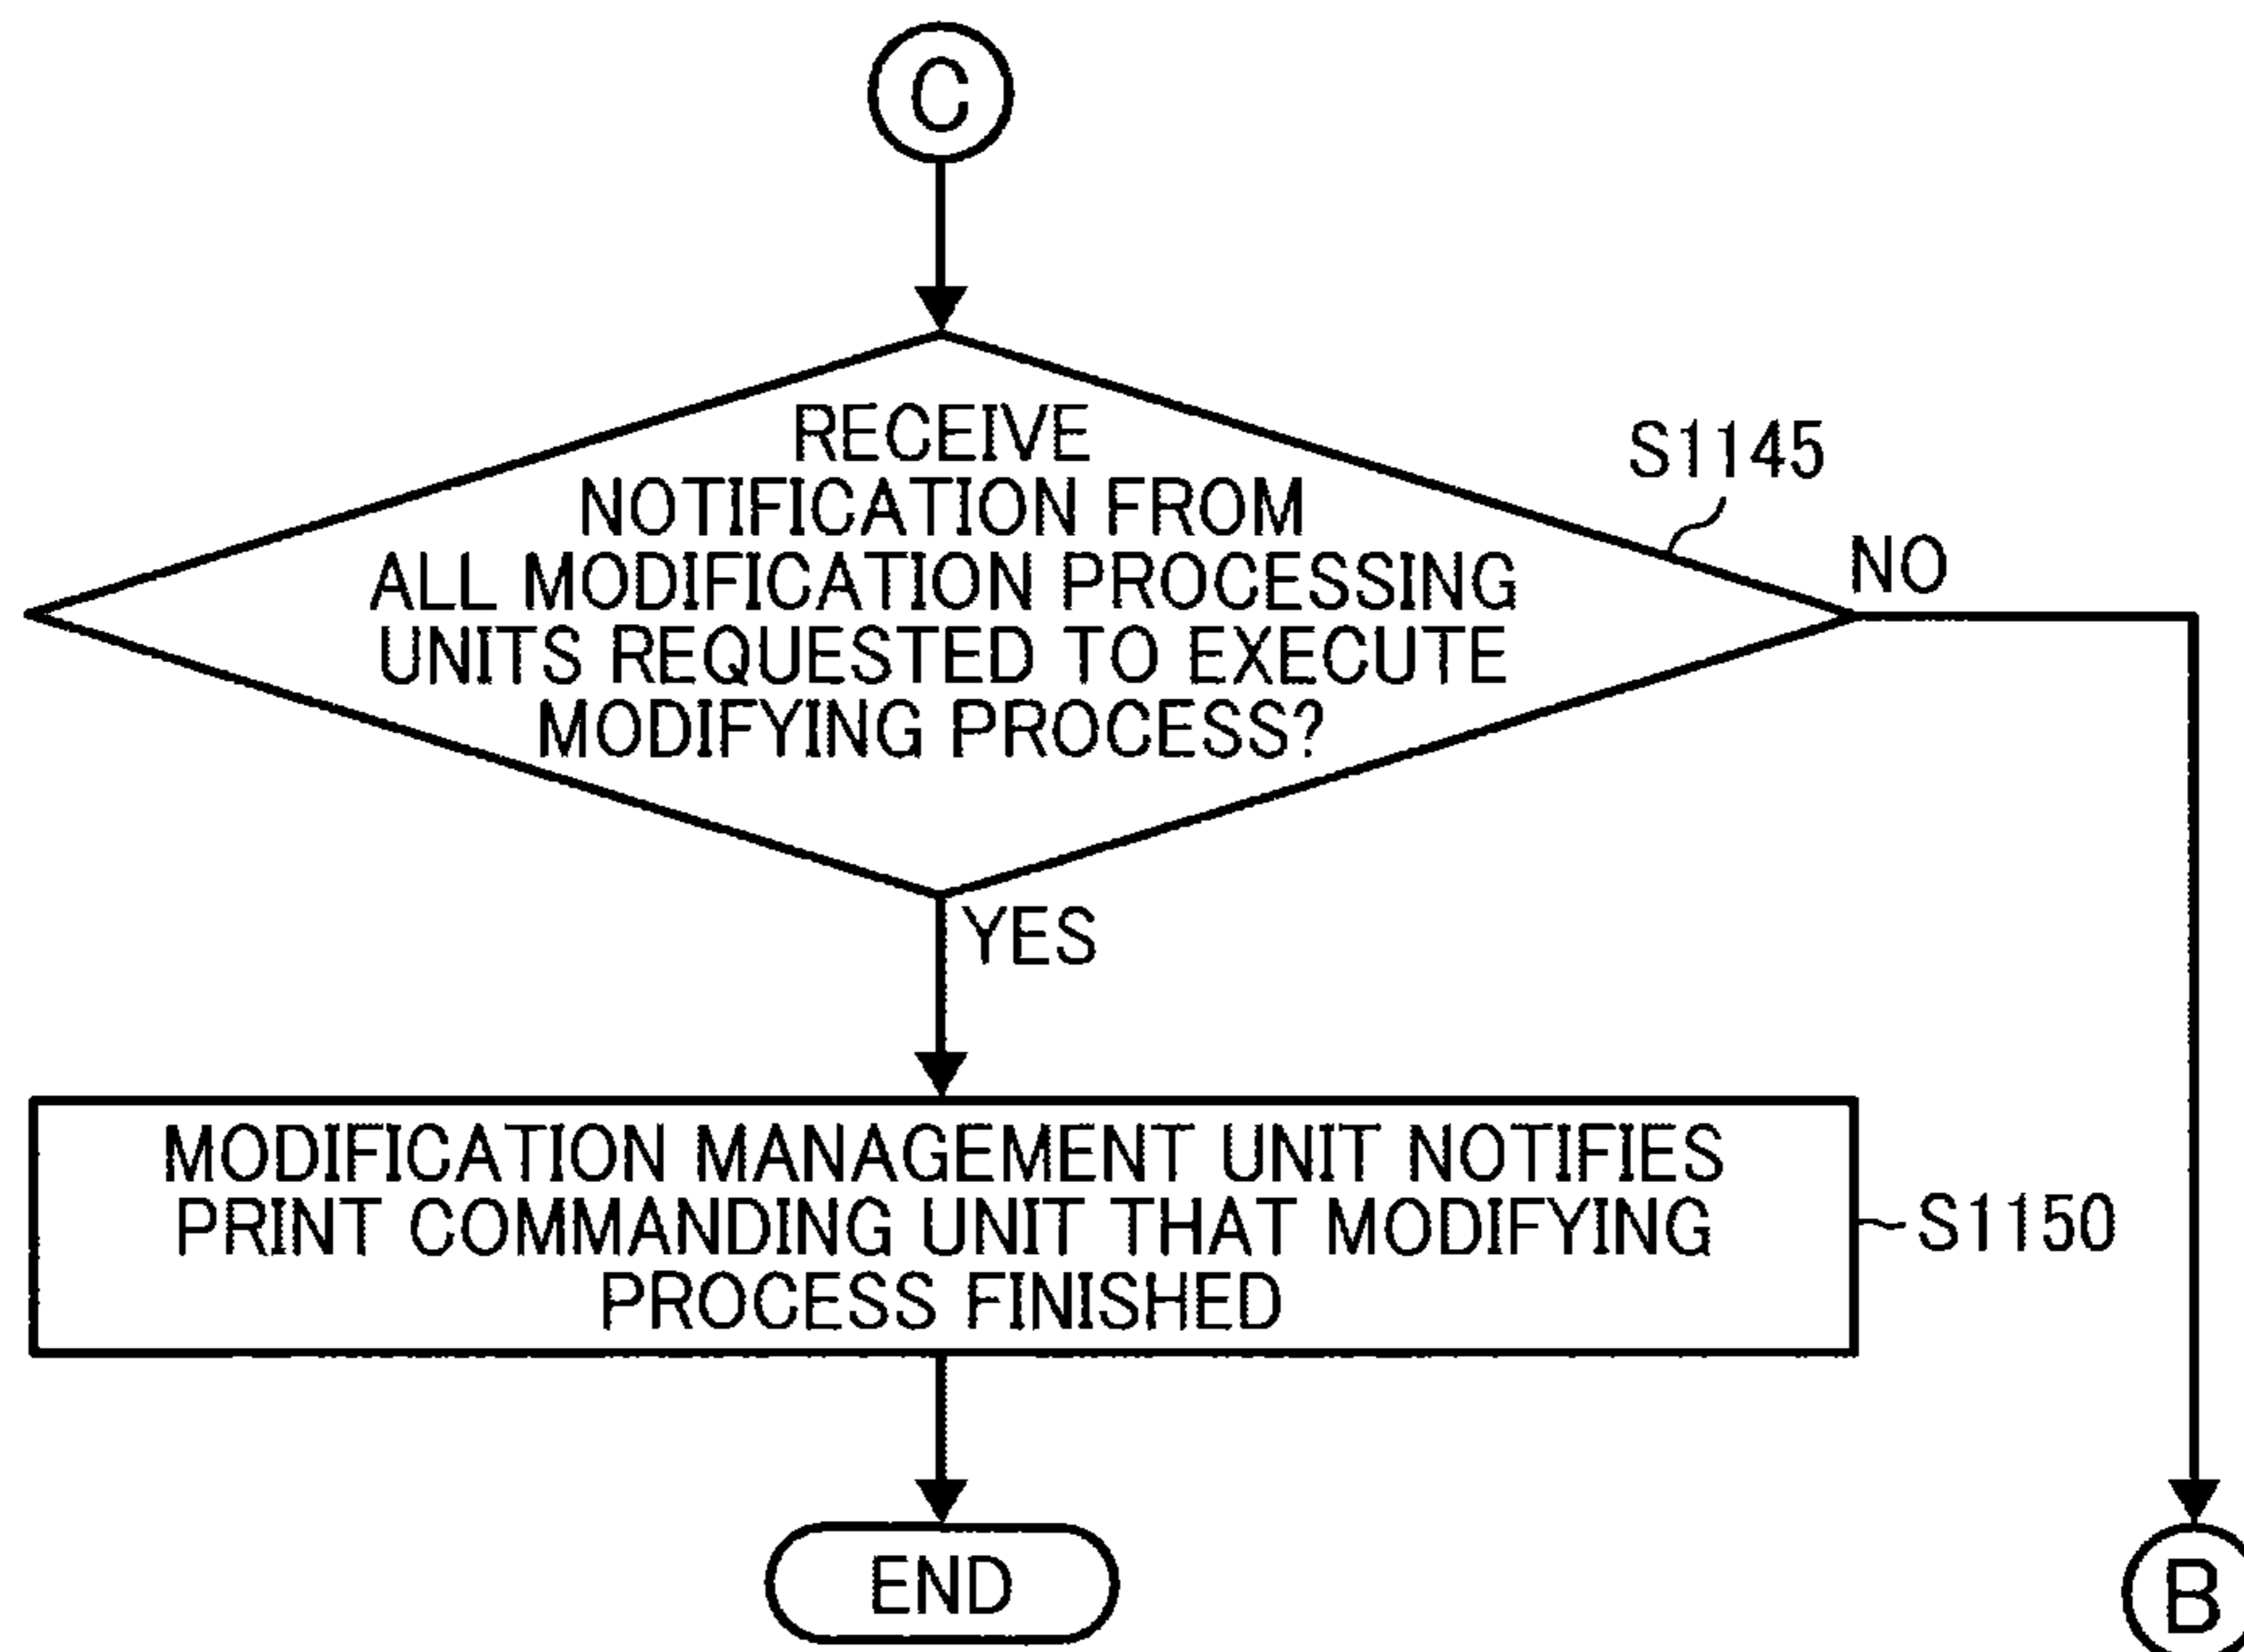 C
RECEIVE
NOTIFICATION FROM
ALL MODIFICATION PROCESSING
UNITS REQUESTED TO EXECUTE
MODIFYING PROCESS?
S1145
NO
YES
MODIFICATION MANAGEMENT UNIT NOTIFIES
PRINT COMMANDING UNIT THAT MODIFYING
PROCESS FINISHED
S1150
END
B